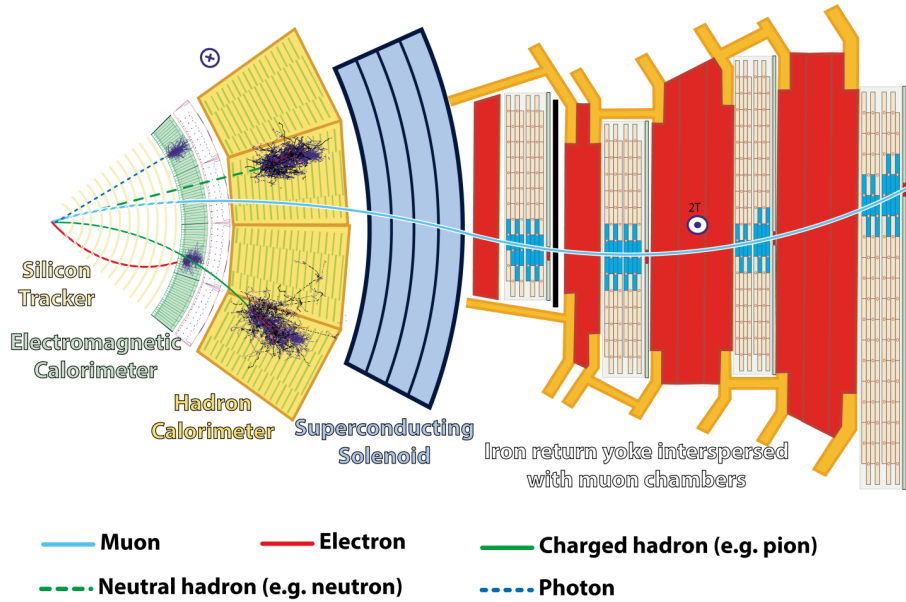 2T
Silicon
Tracker
Electromagnetic
Calorimeter
Hadron
Calorimeter
Superconducting
Solenoid
Iron return yoke interspersed
with muon chambers
Muon
Electron
Charged hadron (e.g. pion)
Neutral hadron (e.g. neutron)
Photon